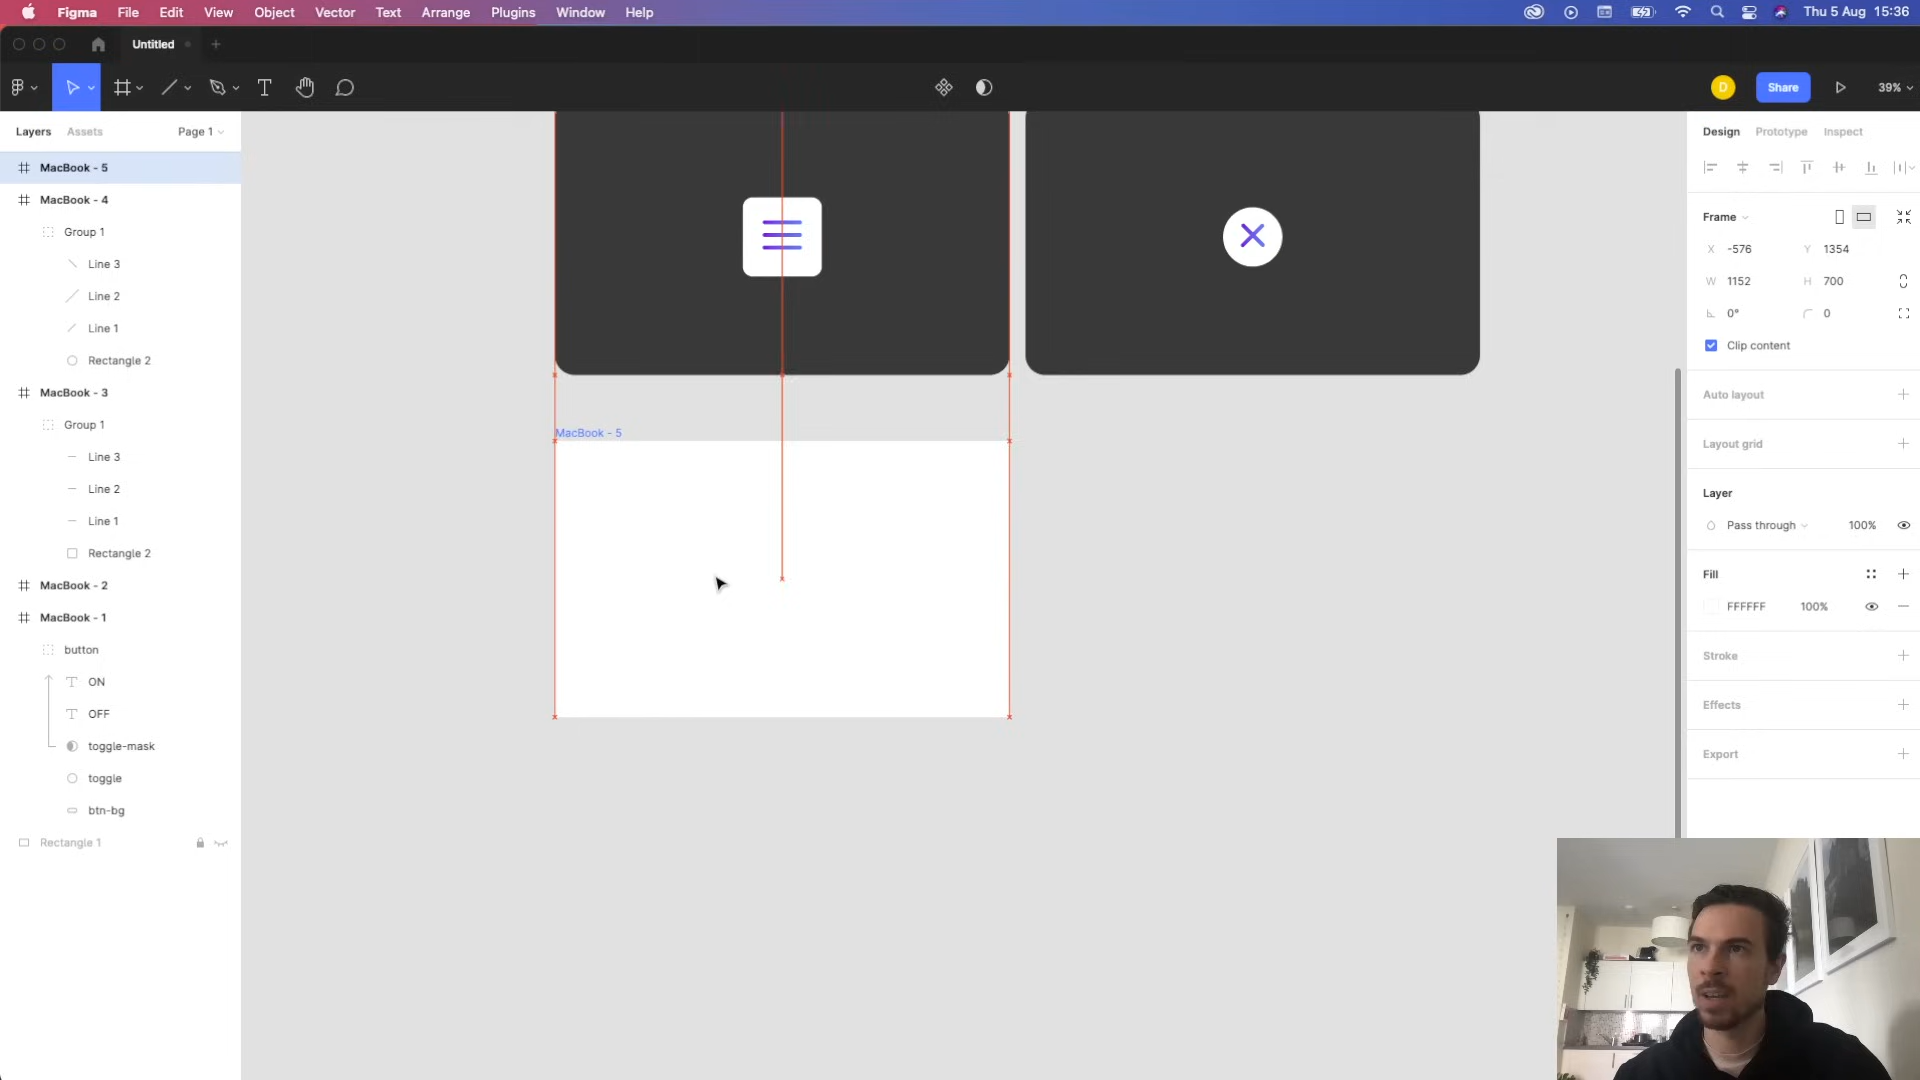 Figma File Edit View Object Vector Text Arrange Plugins Window Help Thu 5 Aug 15:36
Untitled
D Share 39%
Layers Assets Page 1
Design Prototype Inspect
MacBook - 5
MacBook - 4
Group 1
Line 3
Line 2
Line 1
Rectangle 2
MacBook - 3
Group 1
Line 3
Line 2
Line 1
Rectangle 2
MacBook - 2
MacBook - 1
button
ON
OFF
toggle-mask
toggle
btn-bg
Rectangle 1
MacBook - 5
Frame
X -576 Y 1354
W 1152 H 700
0° 0
Clip content
Auto layout
Layout grid
Layer
Pass through 100%
Fill
FFFFFF 100%
Stroke
Effects
Export